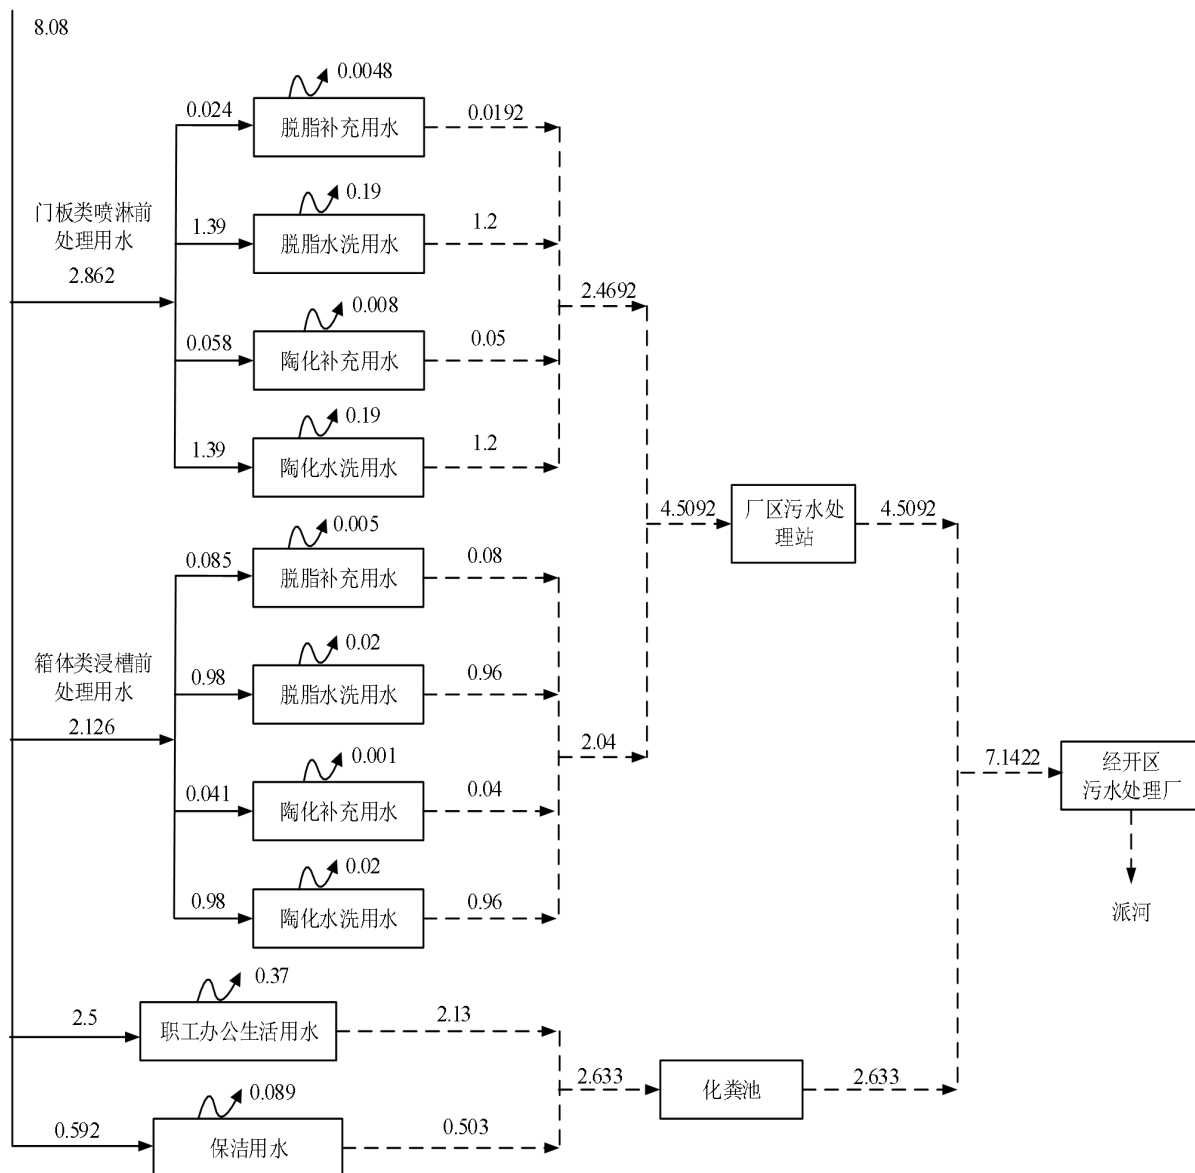 8.08
0.0048
0.024
脱脂补充用水
0.0192
门板类喷淋前
处理用水
2.862
0.19
1.39
脱脂水洗用水
1.2
2.4692
0.008
0.058
陶化补充用水
0.05
0.19
1.39
陶化水洗用水
1.2
4.5092
厂区污水处
理站
4.5092
0.005
0.085
脱脂补充用水
0.08
箱体类浸槽前
处理用水
2.126
0.02
0.98
脱脂水洗用水
0.96
2.04
0.001
0.041
陶化补充用水
0.04
0.02
0.98
陶化水洗用水
0.96
7.1422
经开区
污水处理厂
派河
0.37
2.5
职工办公生活用水
2.13
2.633
化粪池
2.633
0.089
0.592
保洁用水
0.503